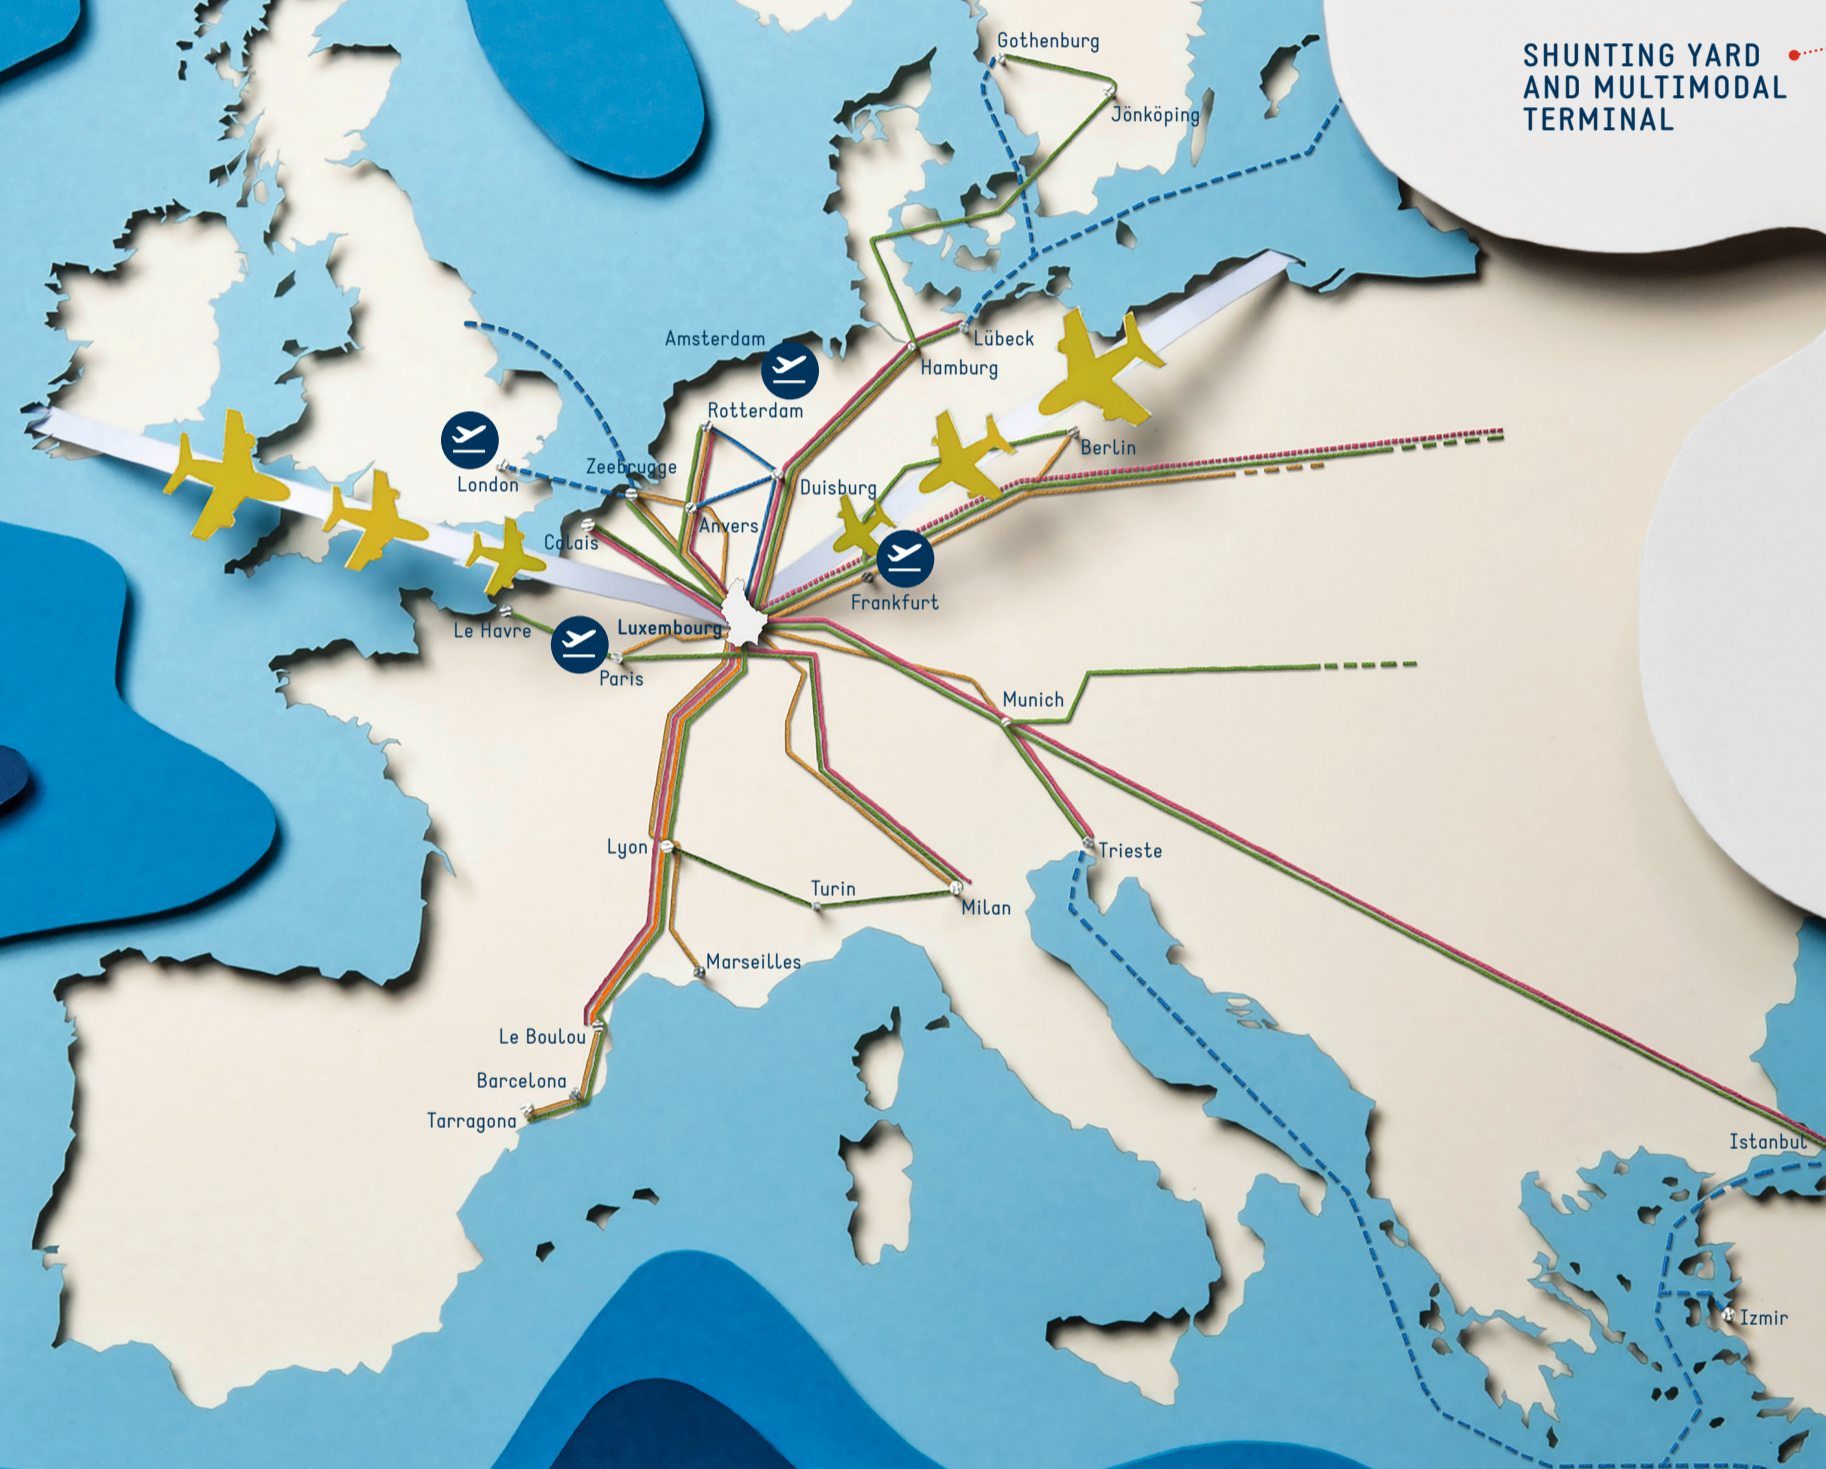 SHUNTING YARD
AND MULTIMODAL
TERMINAL
Gothenburg
Jönköping
Amsterdam
Lübeck
Hamburg
Rotterdam
Berlin
Zeebrugge
London
Duisburg
Anvers
Calais
Frankfurt
Le Havre
Luxembourg
Paris
Munich
Lyon
Trieste
Turin
Milan
Marseilles
Le Boulou
Barcelona
Tarragona
Istanbul
Izmir